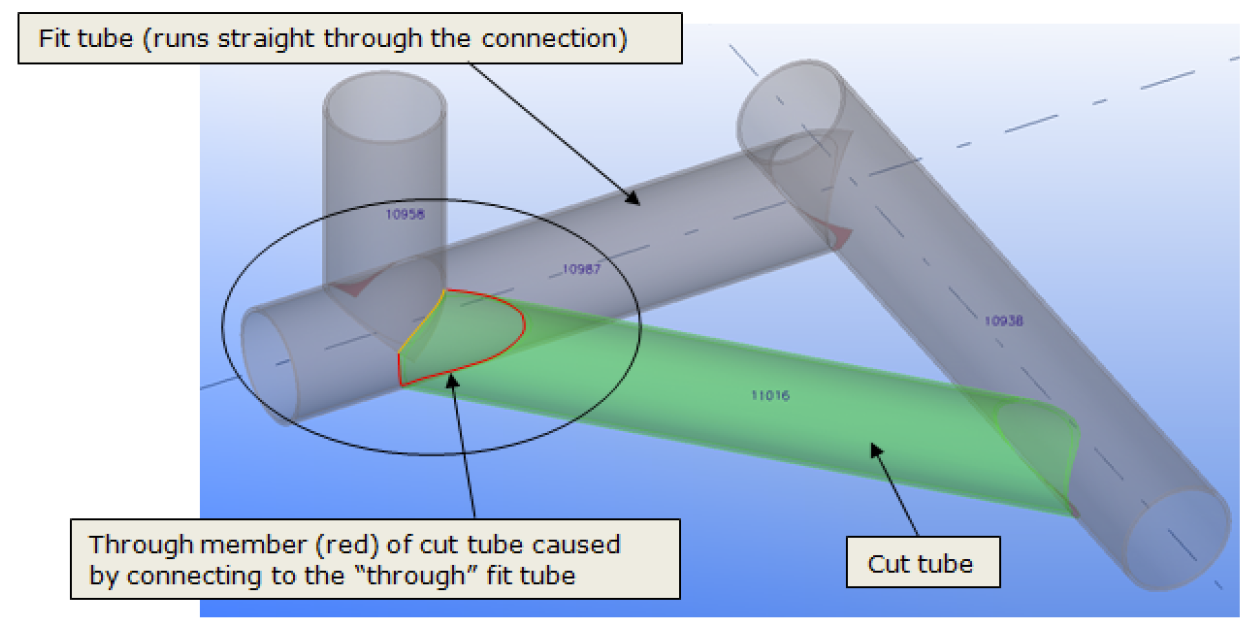 Fit tube (runs straight through the connection)
10958
10987
10938
11016
Through member (red) of cut tube caused
by connecting to the “through” fit tube
Cut tube